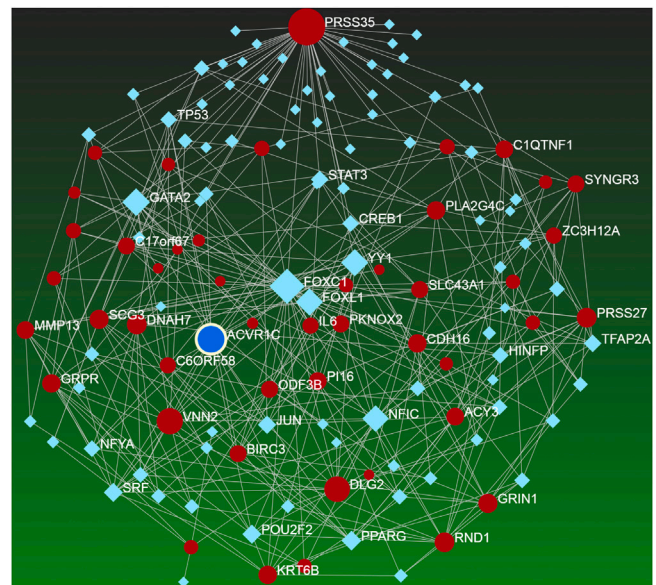 PRSS35
TP53
C1QTNF1
STAT3
SYNGR3
GATA2
PLA2G4C
CREB1
ZC3H12A
C17orf67
YY1
FOXC1
SLC43A1
FOXL1
SCG3
PRSS27
MMP13
DNAH7
IL6
PKNOX2
ACVR1C
CDH16
TFAP2A
HINFP
C6ORF58
GRPR
PI16
ODF3B
VNN2
JUN
NFIC
ACY3
NFYA
BIRC3
DLG2
SRF
GRIN1
POU2F2
PPARG
RND1
KRT6B